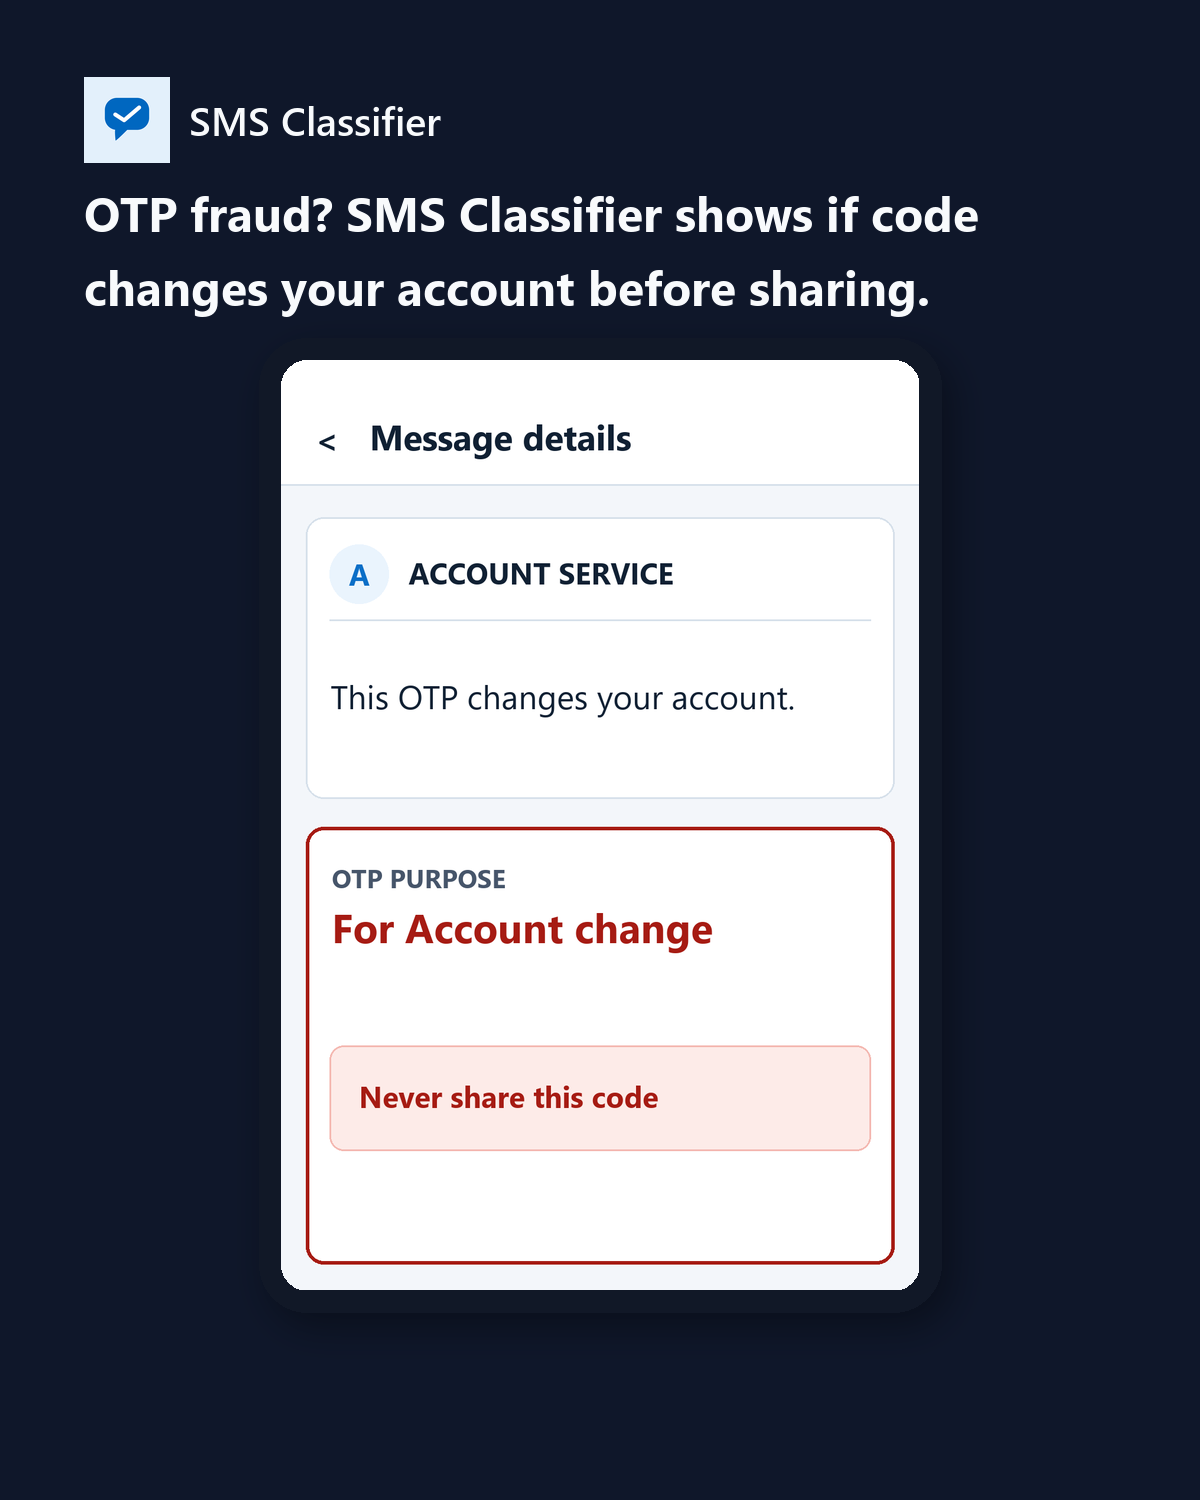 SMS Classifier
OTP fraud? SMS Classifier shows if code
changes your account before sharing.
< Message details
A ACCOUNT SERVICE
This OTP changes your account.
OTP PURPOSE
For Account change
Never share this code